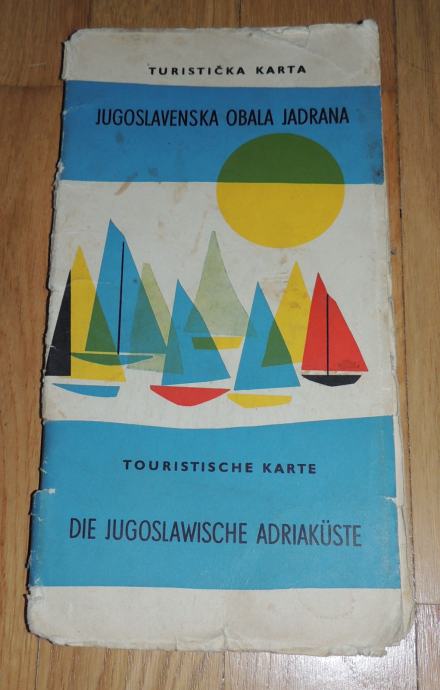 TURISTIČKA KARTA
JUGOSLAVENSKA OBALA JADRANA
TOURISTISCHE KARTE
DIE JUGOSLAWISCHE ADRIAKÜSTE